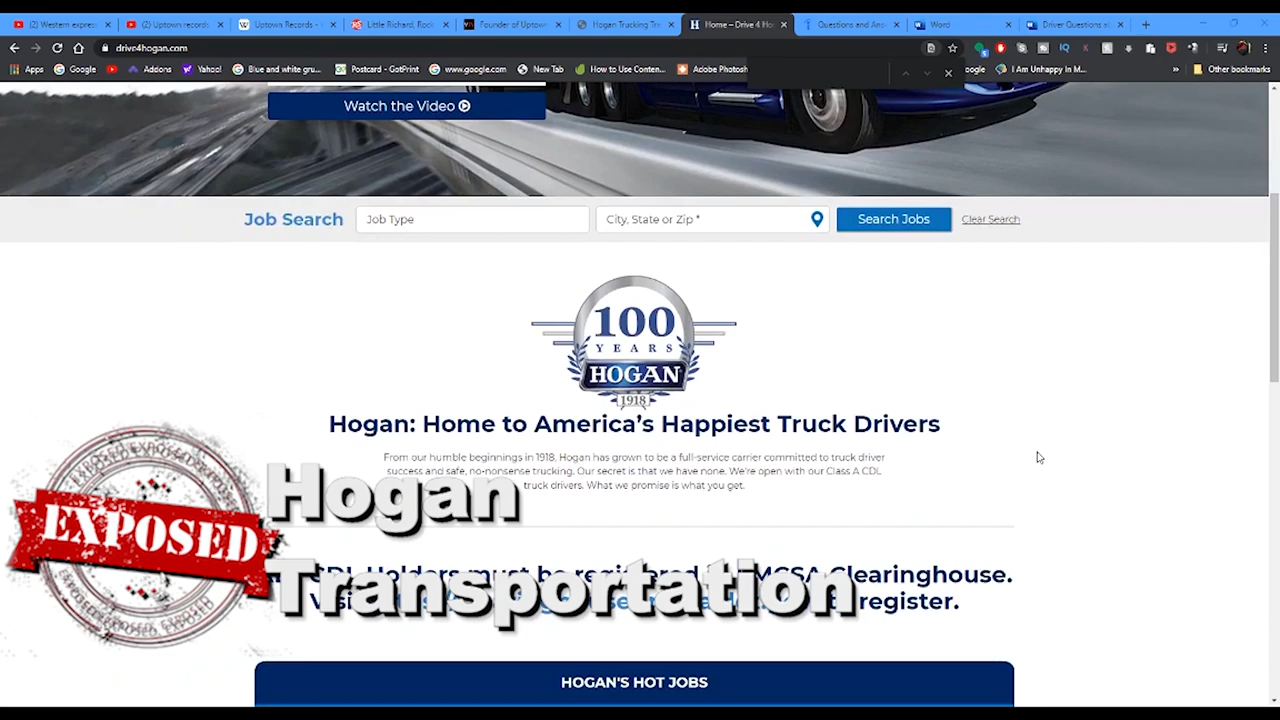 (2) Western expres
(2) Uptown records
Uptown Records - W
Little Richard, Rock
Founder of Uptown
Hogan Trucking Tra
Home – Drive 4 Ho
Questions and Ans
Word
Driver Questions a
drive4hogan.com
Apps
Google
Addons
Yahoo!
Blue and white gru...
Postcard - GotPrint
www.google.com
New Tab
How to Use Conten...
Adobe Photosh
oogle
I Am Unhappy In M...
Other bookmarks
Watch the Video
Job Search
Job Type
City, State or Zip *
Search Jobs
Clear Search
100
YEARS
HOGAN
1918
Hogan: Home to America's Happiest Truck Drivers
From our humble beginnings in 1918, Hogan has grown to be a full-service carrier committed to truck driver
success and safe, no-nonsense trucking. Our secret is that we have none. We're open with our Class A CDL
truck drivers. What we promise is what you get.
EXPOSED
Hogan
Transportation
CDL Holders must be registered MCSA Clearinghouse.
register.
HOGAN'S HOT JOBS